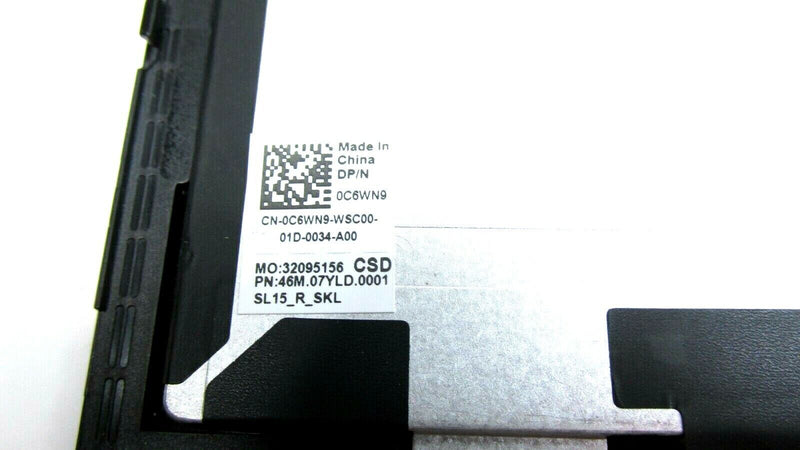 Made In
China
DP/N
0C6WN9
CN-0C6WN9-WSC00-
01D-0034-A00
MO:32095156 CSD
PN:46M.07YLD.0001
SL15_R_SKL